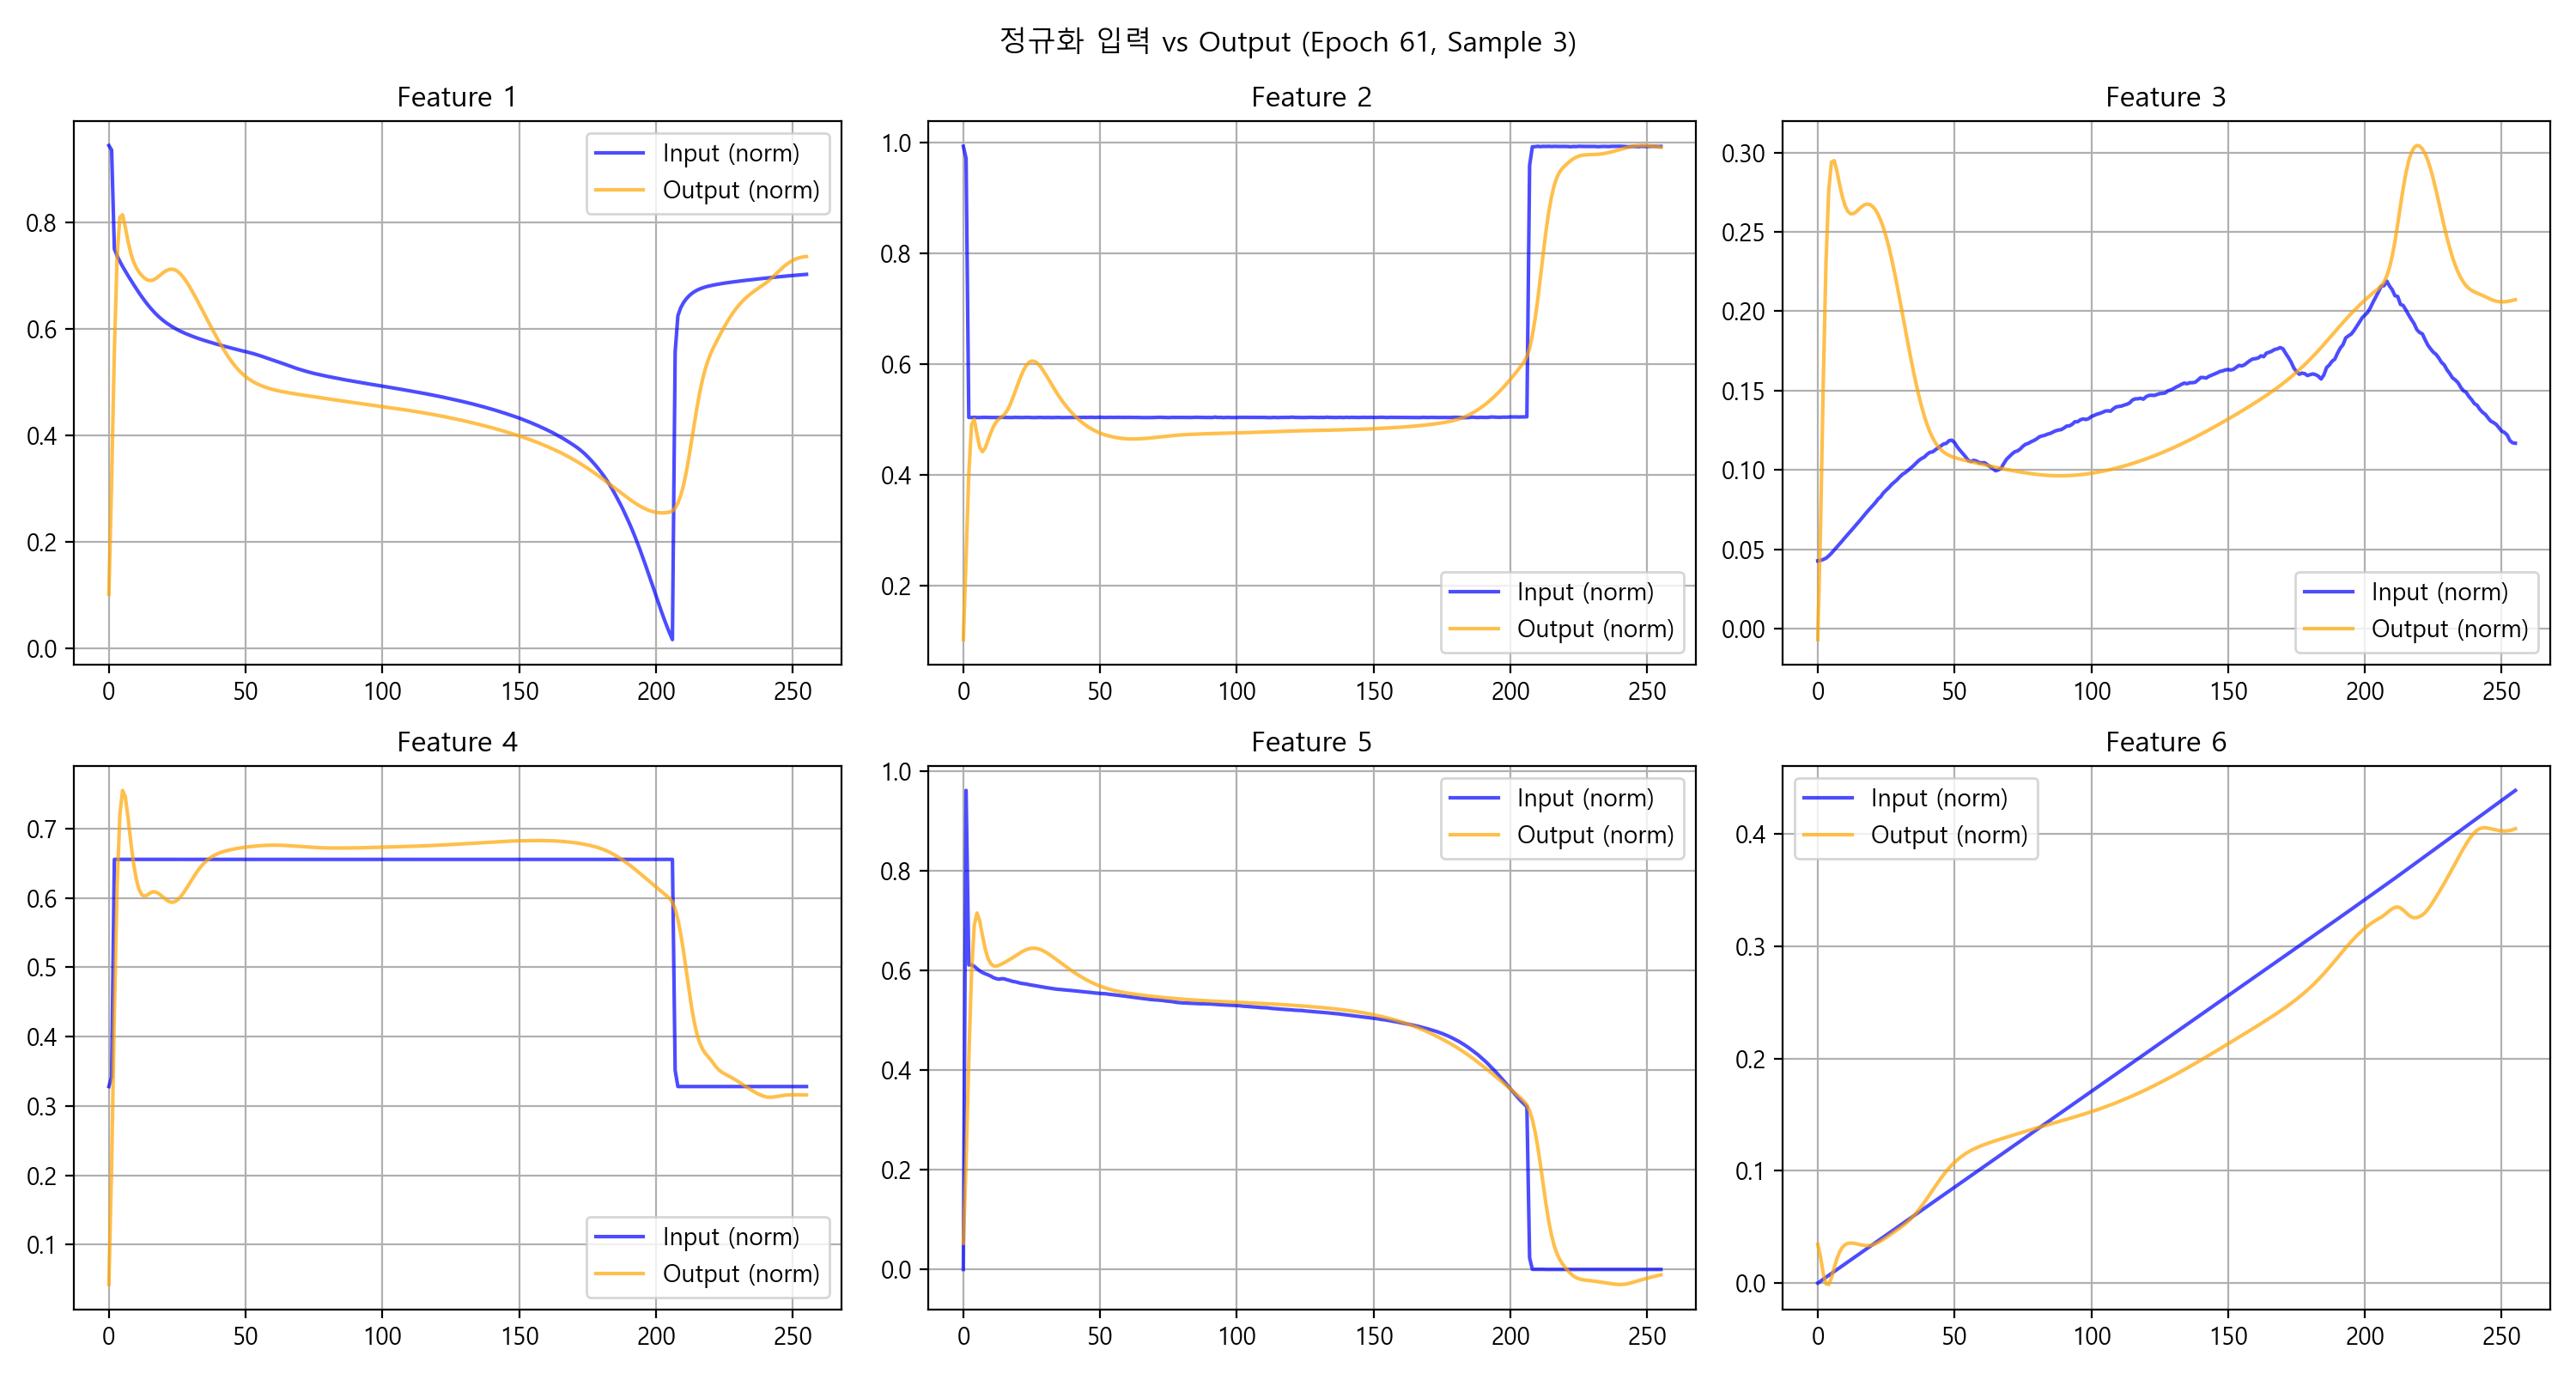 정규화 입력 vs Output (Epoch 61, Sample 3)
Feature 1
Input (norm)
Output (norm)
0.8
0.6
0.4
0.2
0.0
0 50 100 150 200 250
Feature 2
1.0
0.8
0.6
0.4
0.2
Input (norm)
Output (norm)
0 50 100 150 200 250
Feature 3
0.30
0.25
0.20
0.15
0.10
0.05
0.00
Input (norm)
Output (norm)
0 50 100 150 200 250
Feature 4
0.7
0.6
0.5
0.4
0.3
0.2
0.1
Input (norm)
Output (norm)
0 50 100 150 200 250
Feature 5
Input (norm)
Output (norm)
1.0
0.8
0.6
0.4
0.2
0.0
0 50 100 150 200 250
Feature 6
Input (norm)
Output (norm)
0.4
0.3
0.2
0.1
0.0
0 50 100 150 200 250